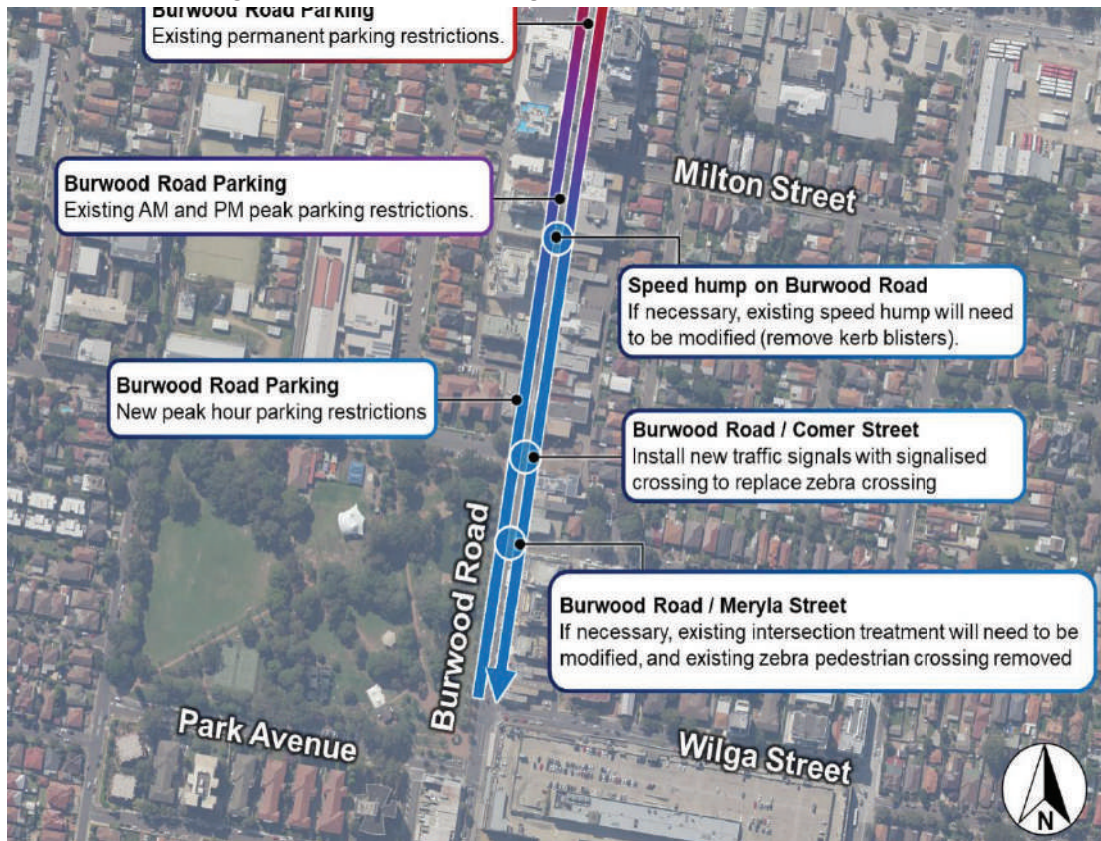 Burwood Road Parking
Existing permanent parking restrictions.
Milton Street
Burwood Road Parking
Existing AM and PM peak parking restrictions.
Speed hump on Burwood Road
If necessary, existing speed hump will need
to be modified (remove kerb blisters).
Burwood Road Parking
New peak hour parking restrictions
Burwood Road / Comer Street
Install new traffic signals with signalised
crossing to replace zebra crossing
Burwood Road
Burwood Road / Meryla Street
If necessary, existing intersection treatment will need to be
modified, and existing zebra pedestrian crossing removed
Park Avenue
Wilga Street
N